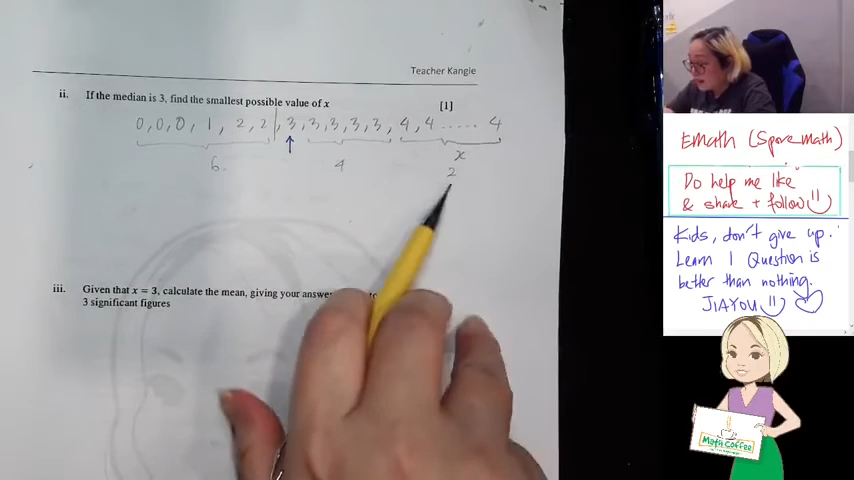 Teacher Kangie
ii. If the median is 3, find the smallest possible value of x
[1]
0, 0, 0, 1, 2, 2, 3, 3, 3, 3, 3, 4, 4 ..... 4
6.
4
x
2
iii. Given that x = 3, calculate the mean, giving your answer
3 significant figures
EMath (Spore Math)
Do help me like
& share + follow
Kids, don't give up.
Learn 1 Question is
better than nothing.
JIAYOU
Math Coffee